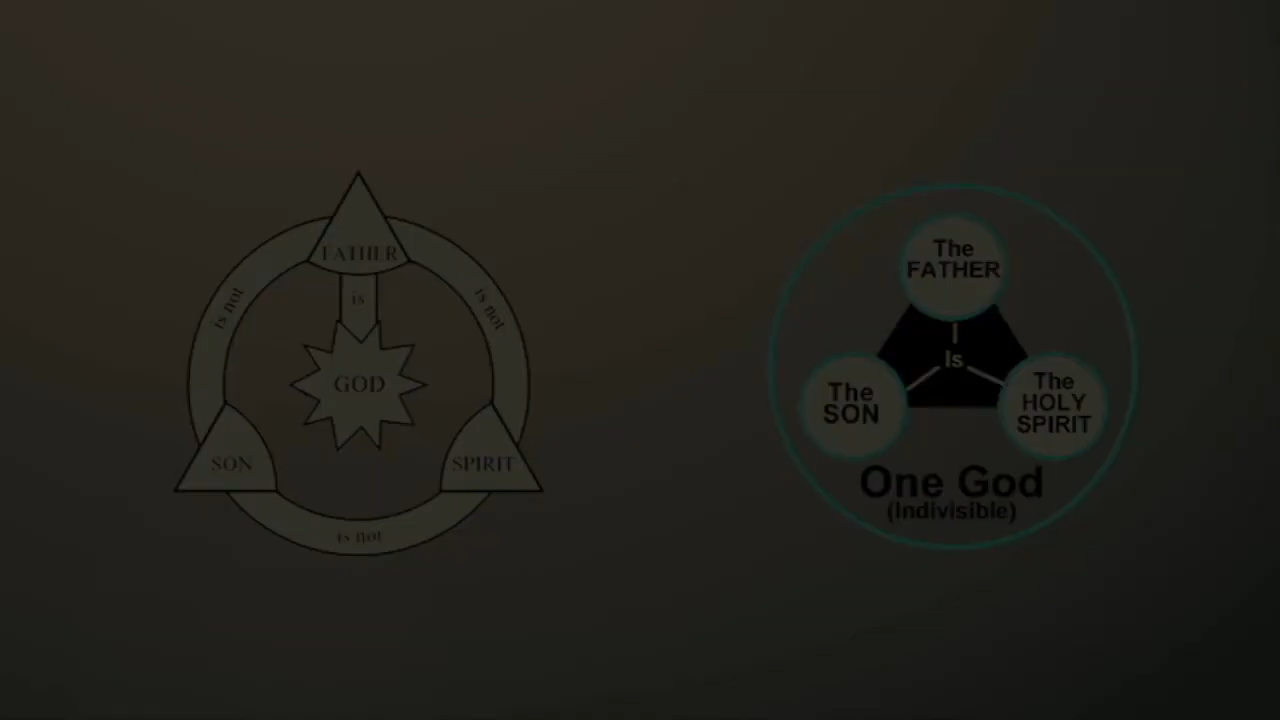 FATHER
is not
is
is not
GOD
SON
SPIRIT
is not
The
FATHER
Is
The
SON
The
HOLY
SPIRIT
One God
(Indivisible)